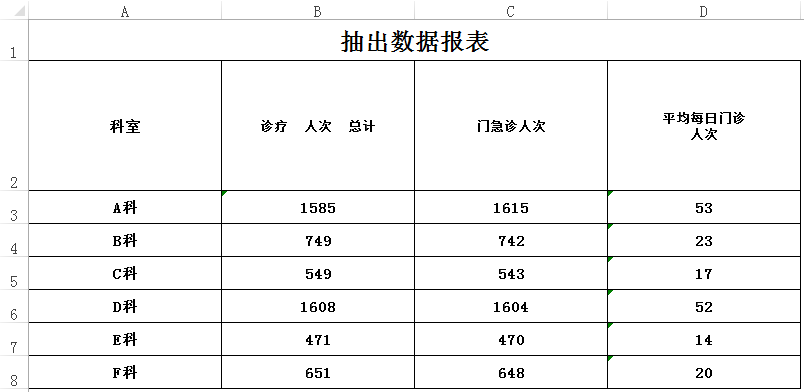 A B C D
1 抽出数据报表
2 科室 诊疗 人次 总计 门急诊人次 平均每日门诊
人次
3 A科 1585 1615 53
4 B科 749 742 23
5 C科 549 543 17
6 D科 1608 1604 52
7 E科 471 470 14
8 F科 651 648 20